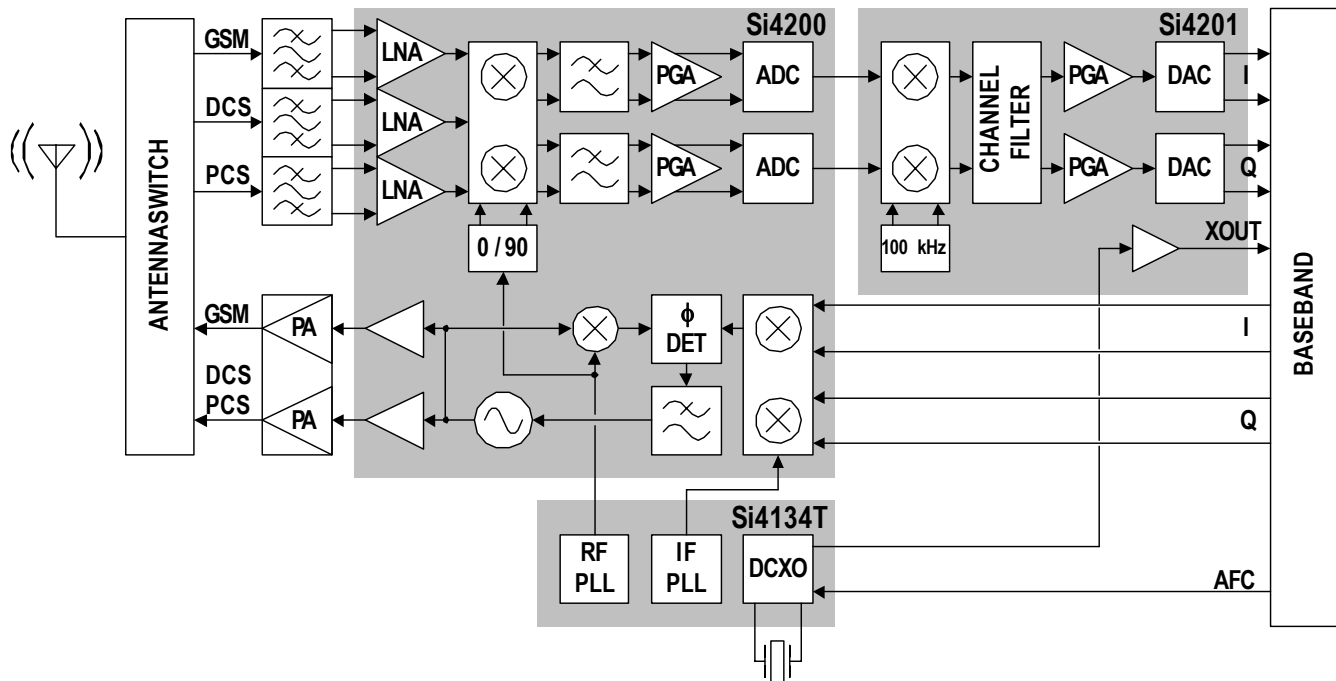 Si4200
Si4201
GSM
DCS
PCS
LNA
LNA
LNA
PGA
PGA
ADC
ADC
0 / 90
CHANNEL
FILTER
100 kHz
PGA
PGA
DAC
DAC
I
Q
XOUT
ANTENNASWITCH
BASEBAND
GSM
DCS
PCS
PA
PA
ϕ
DET
I
Q
Si4134T
RF
PLL
IF
PLL
DCXO
AFC